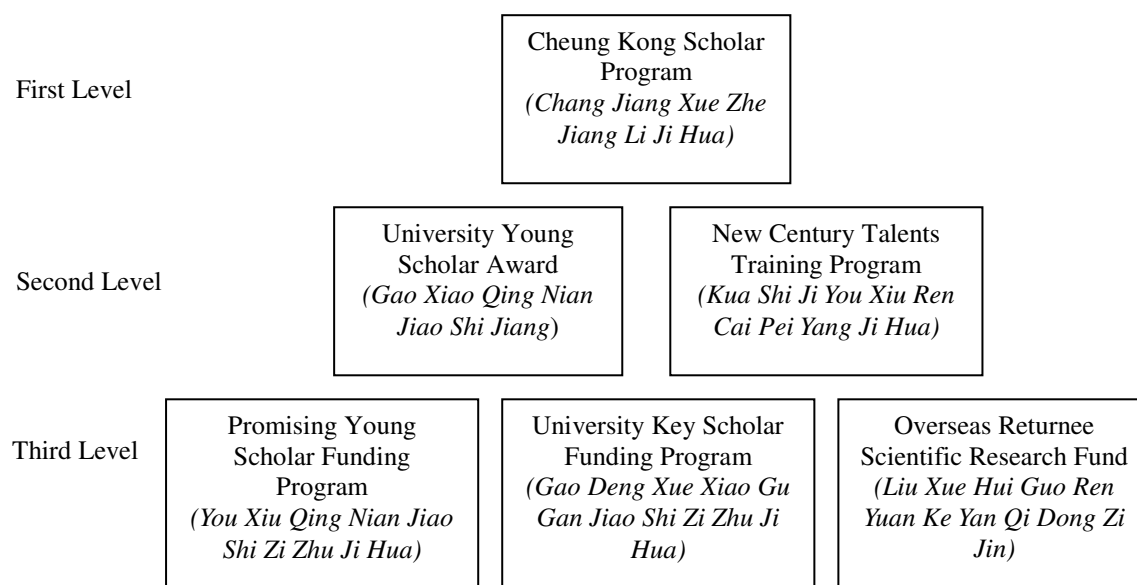 First Level
Cheung Kong Scholar
Program
(Chang Jiang Xue Zhe
Jiang Li Ji Hua)
Second Level
University Young
Scholar Award
(Gao Xiao Qing Nian
Jiao Shi Jiang)
New Century Talents
Training Program
(Kua Shi Ji You Xiu Ren
Cai Pei Yang Ji Hua)
Third Level
Promising Young
Scholar Funding
Program
(You Xiu Qing Nian Jiao
Shi Zi Zhu Ji Hua)
University Key Scholar
Funding Program
(Gao Deng Xue Xiao Gu
Gan Jiao Shi Zi Zhu Ji
Hua)
Overseas Returnee
Scientific Research Fund
(Liu Xue Hui Guo Ren
Yuan Ke Yan Qi Dong Zi
Jin)